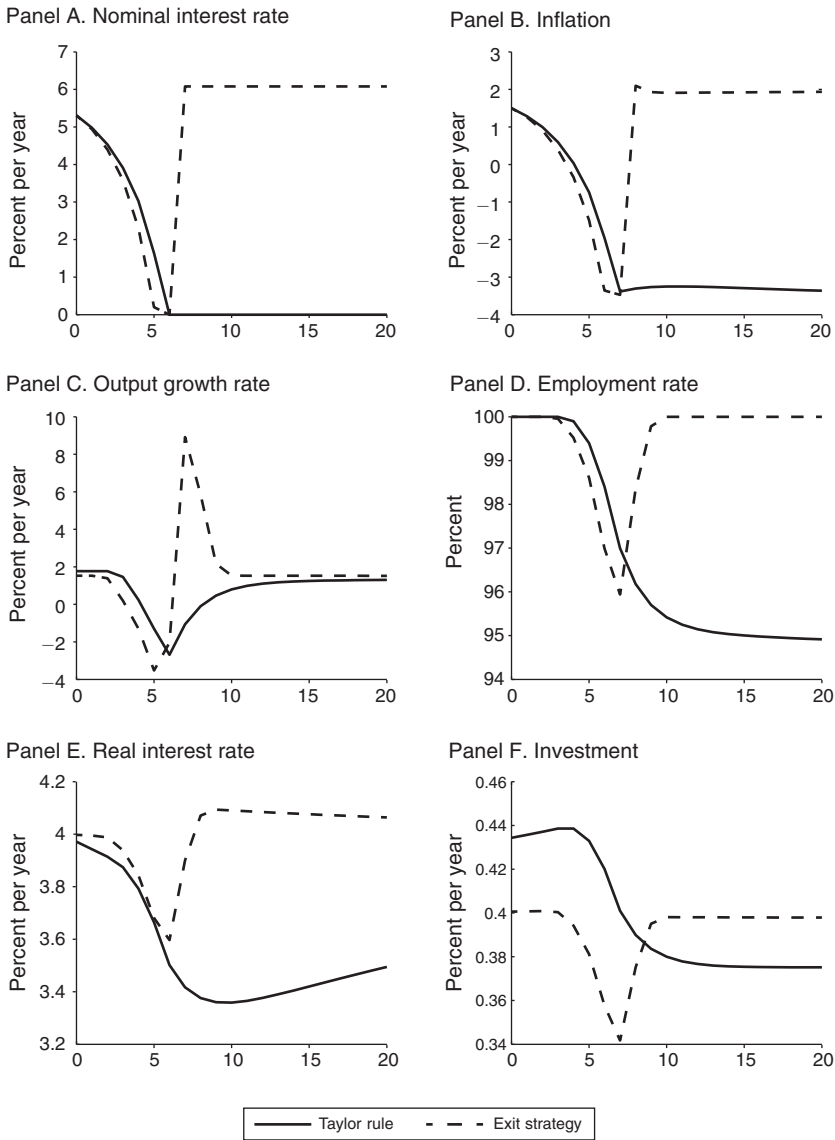 Panel A. Nominal interest rate
Percent per year
7
6
5
4
3
2
1
0
0 5 10 15 20
Panel B. Inflation
Percent per year
4
3
2
1
0
−1
−2
−3
−4
0 5 10 15 20
Panel C. Output growth rate
Percent per year
10
8
6
4
2
0
−2
−4
0 5 10 15 20
Panel D. Employment rate
Percent
100
99
98
97
96
95
94
0 5 10 15 20
Panel E. Real interest rate
Percent per year
4.2
4
3.8
3.6
3.4
3.2
0 5 10 15 20
Panel F. Investment
Percent per year
0.46
0.44
0.42
0.4
0.38
0.36
0.34
0 5 10 15 20
Taylor rule Exit strategy